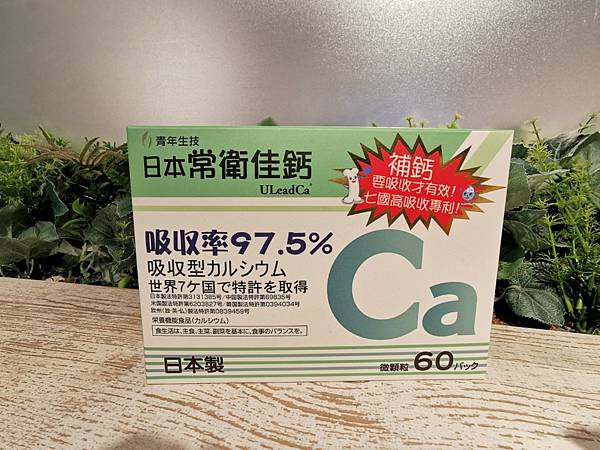 青年生技
日本常衛佳鈣
ULeadCa®
補鈣
要吸收才有效!
七國高吸收專利!
吸収率97.5%
吸収型カルシウム
世界7ケ国で特許を取得
日本製法特許第3131385号/中国製法特許第69835号
米国製法特許第6203827号/韓国製法特許第0394034号
欧州(独・英・仏)製法特許第0839459号
栄養機能食品(カルシウム)
食生活は、主食、主菜、副菜を基本に、食事のバランスを。
Ca
日本製
微顆粒 60パック